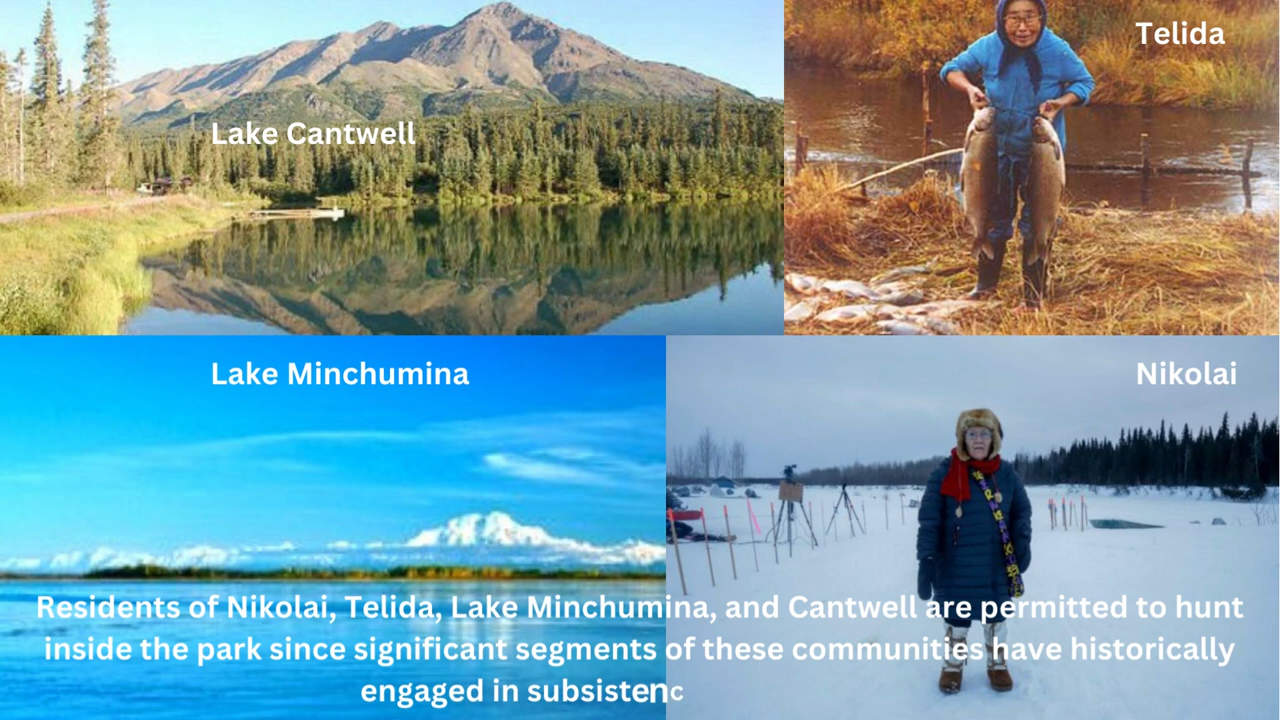 Lake Cantwell
Telida
Lake Minchumina
Nikolai
Residents of Nikolai, Telida, Lake Minchumina, and Cantwell are permitted to hunt
inside the park since significant segments of these communities have historically
engaged in subsistenc